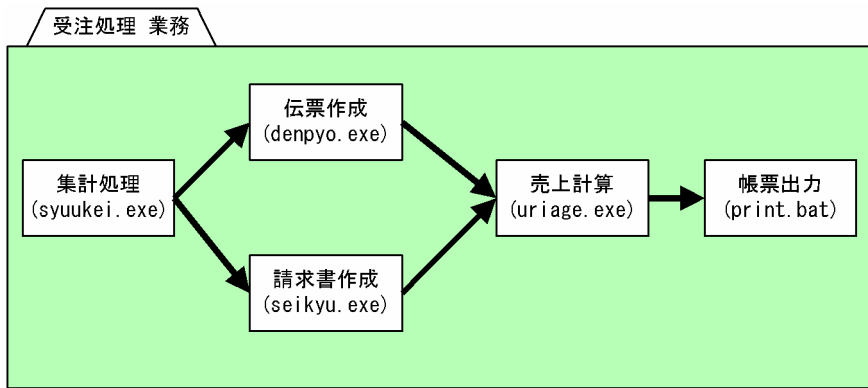 受注処理 業務
伝票作成
(denpyo.exe)
集計処理
(syuukei.exe)
売上計算
(uriage.exe)
帳票出力
(print.bat)
請求書作成
(seikyu.exe)